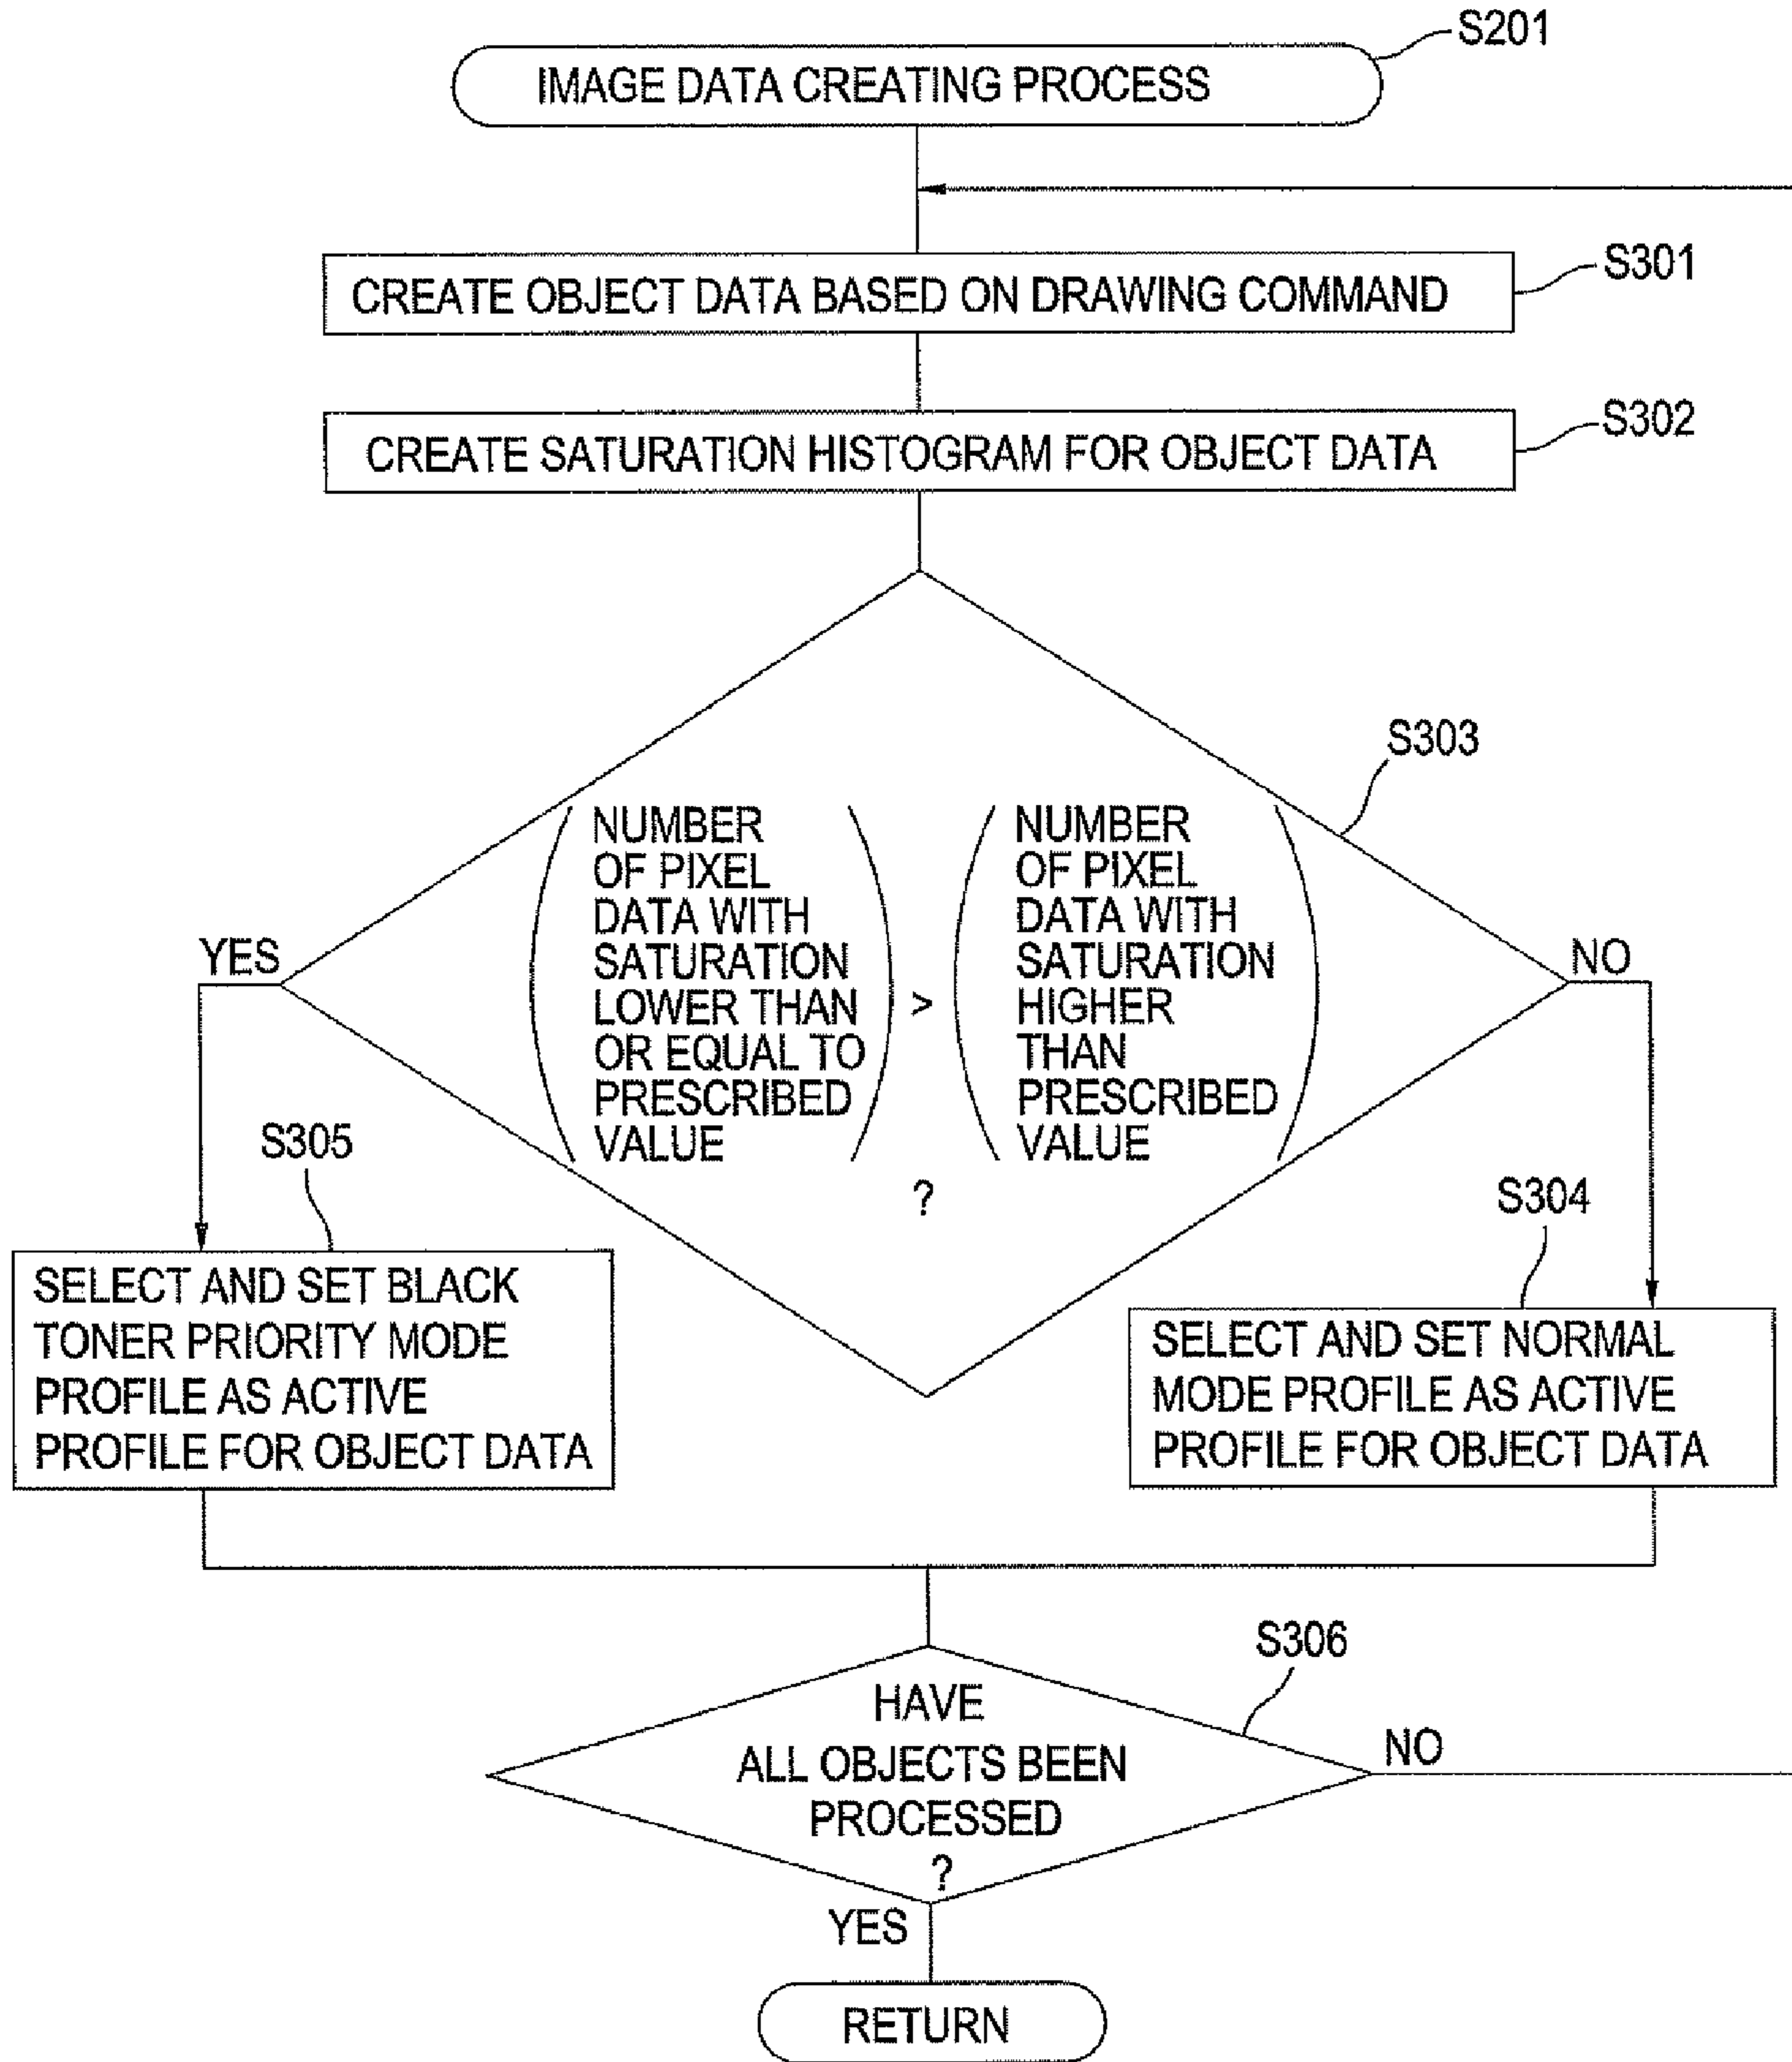 S201
IMAGE DATA CREATING PROCESS
S301
CREATE OBJECT DATA BASED ON DRAWING COMMAND
S302
CREATE SATURATION HISTOGRAM FOR OBJECT DATA
S303
NUMBER
OF PIXEL
DATA WITH
SATURATION
LOWER THAN
OR EQUAL TO
PRESCRIBED
VALUE
>
NUMBER
OF PIXEL
DATA WITH
SATURATION
HIGHER
THAN
PRESCRIBED
VALUE
?
YES
NO
S305
SELECT AND SET BLACK
TONER PRIORITY MODE
PROFILE AS ACTIVE
PROFILE FOR OBJECT DATA
S304
SELECT AND SET NORMAL
MODE PROFILE AS ACTIVE
PROFILE FOR OBJECT DATA
S306
HAVE
ALL OBJECTS BEEN
PROCESSED
?
NO
YES
RETURN